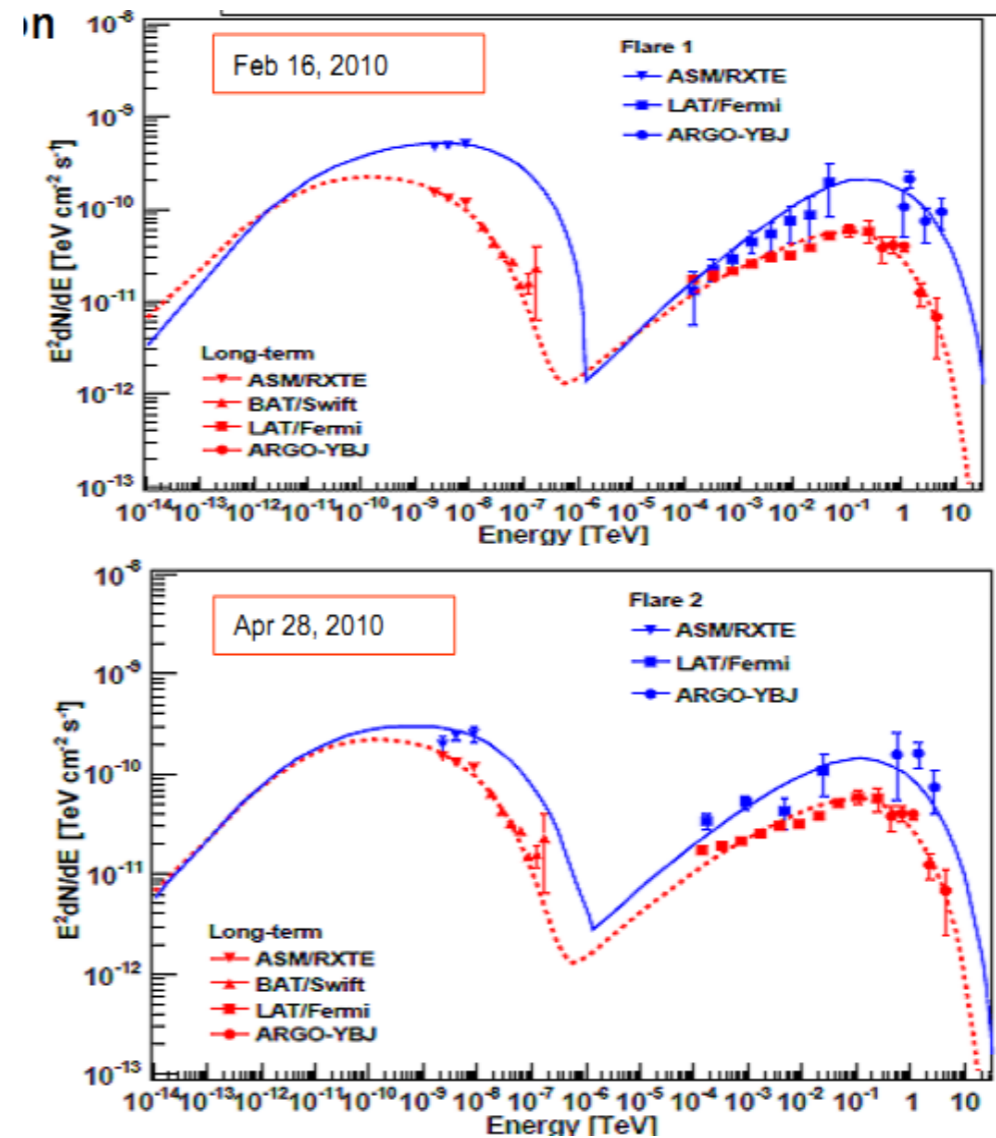 on
10⁻⁸
Feb 16, 2010
Flare 1
ASM/RXTE
LAT/Fermi
ARGO-YBJ
10⁻⁹
10⁻¹⁰
10⁻¹¹
10⁻¹²
10⁻¹³
E²dN/dE [TeV cm⁻² s⁻¹]
Long-term
ASM/RXTE
BAT/Swift
LAT/Fermi
ARGO-YBJ
10⁻¹⁴ 10⁻¹³ 10⁻¹² 10⁻¹¹ 10⁻¹⁰ 10⁻⁹ 10⁻⁸ 10⁻⁷ 10⁻⁶ 10⁻⁵ 10⁻⁴ 10⁻³ 10⁻² 10⁻¹ 1 10
Energy [TeV]
10⁻⁸
Apr 28, 2010
Flare 2
ASM/RXTE
LAT/Fermi
ARGO-YBJ
10⁻⁹
10⁻¹⁰
10⁻¹¹
10⁻¹²
10⁻¹³
E²dN/dE [TeV cm⁻² s⁻¹]
Long-term
ASM/RXTE
BAT/Swift
LAT/Fermi
ARGO-YBJ
10⁻¹⁴ 10⁻¹³ 10⁻¹² 10⁻¹¹ 10⁻¹⁰ 10⁻⁹ 10⁻⁸ 10⁻⁷ 10⁻⁶ 10⁻⁵ 10⁻⁴ 10⁻³ 10⁻² 10⁻¹ 1 10
Energy [TeV]